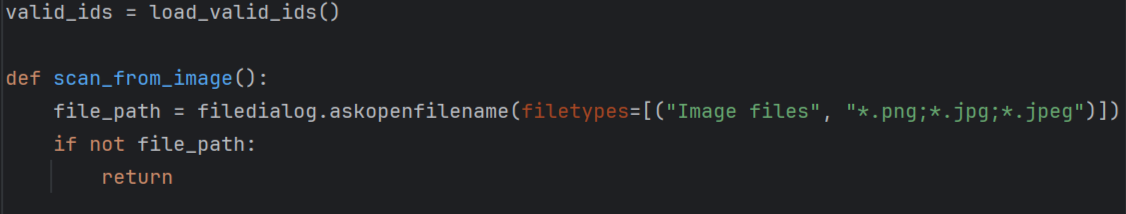 valid_ids = load_valid_ids()
def scan_from_image():
    file_path = filedialog.askopenfilename(filetypes=[("Image files", "*.png;*.jpg;*.jpeg")])
    if not file_path:
        return